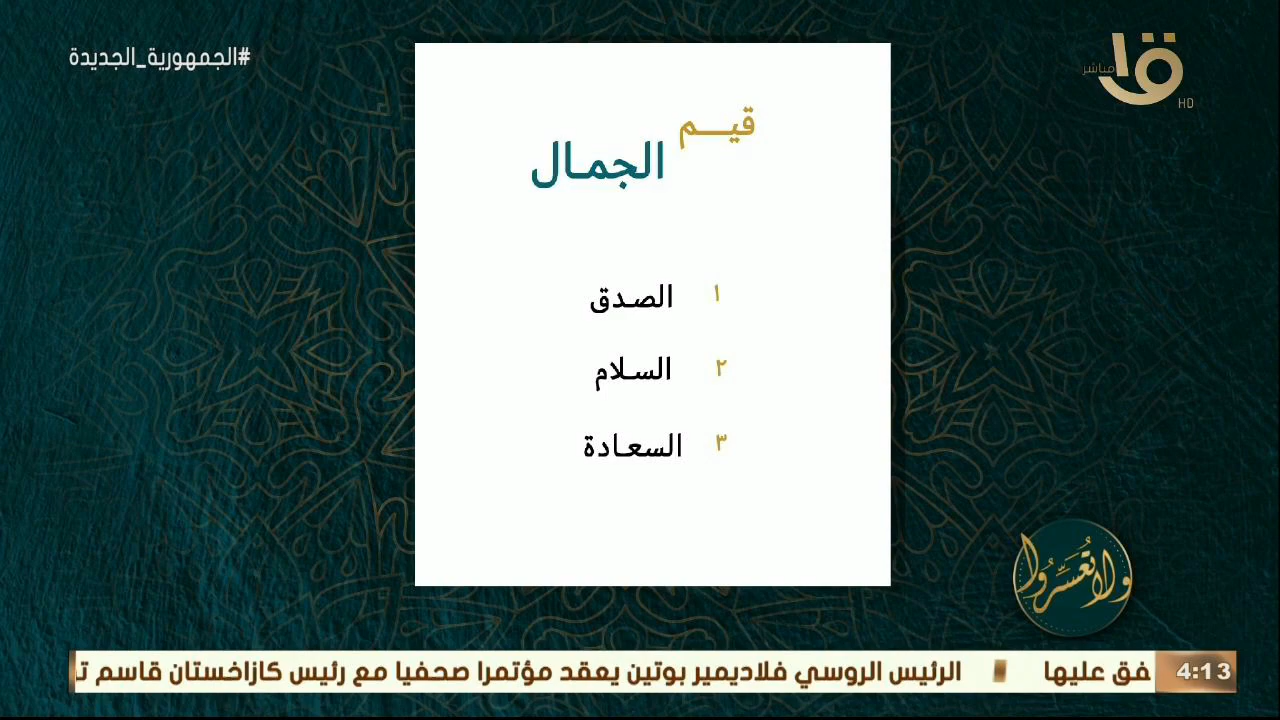 #الجمهورية_الجديدة
مباشر
HD
قيم
الجمال
١ الصدق
٢ السلام
٣ السعادة
ولا تُعَسِّرُوا
4:13 فق عليها الرئيس الروسي فلاديمير بوتين يعقد مؤتمرا صحفيا مع رئيس كازاخستان قاسم ت